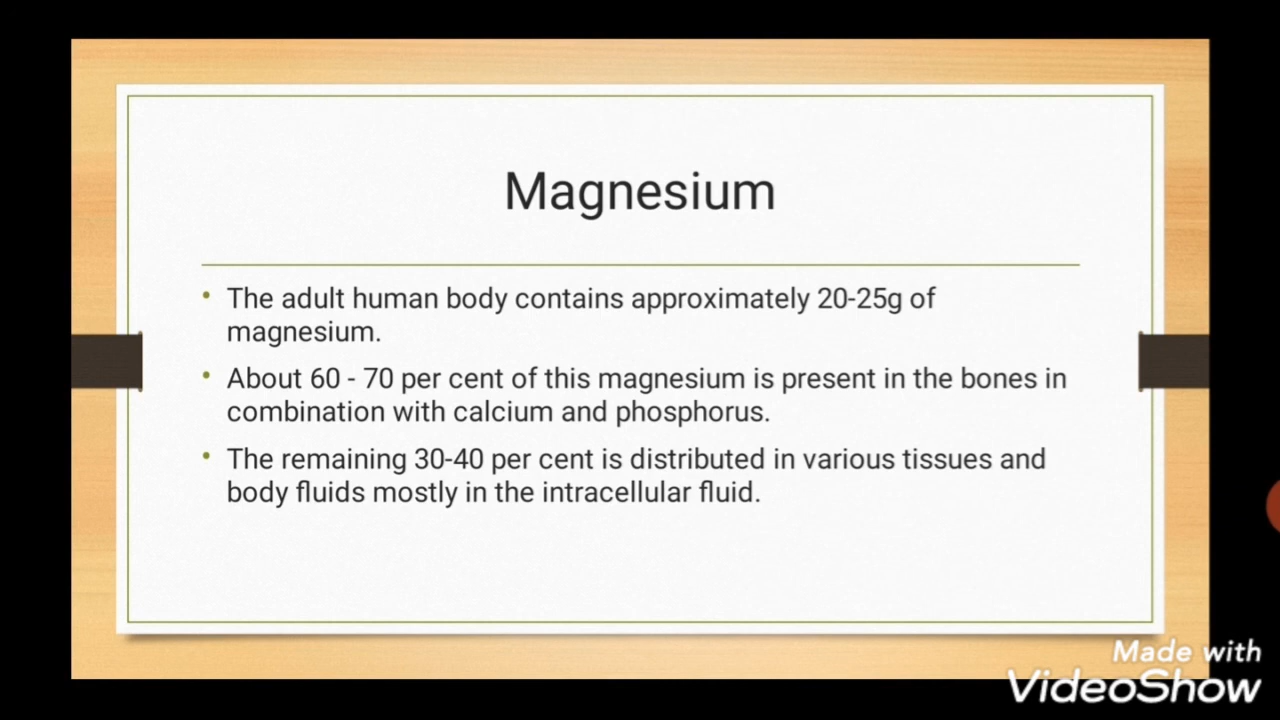 Magnesium
• The adult human body contains approximately 20-25g of
magnesium.
• About 60 - 70 per cent of this magnesium is present in the bones in
combination with calcium and phosphorus.
• The remaining 30-40 per cent is distributed in various tissues and
body fluids mostly in the intracellular fluid.
Made with
VideoShow